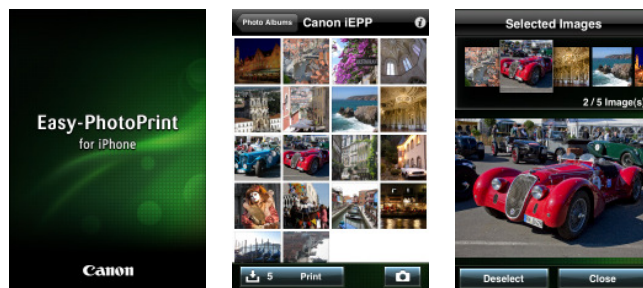 Easy-PhotoPrint
for iPhone
Canon
Photo Albums
Canon iEPP
5
Print
Selected Images
2 / 5 Image(s)
Deselect
Close